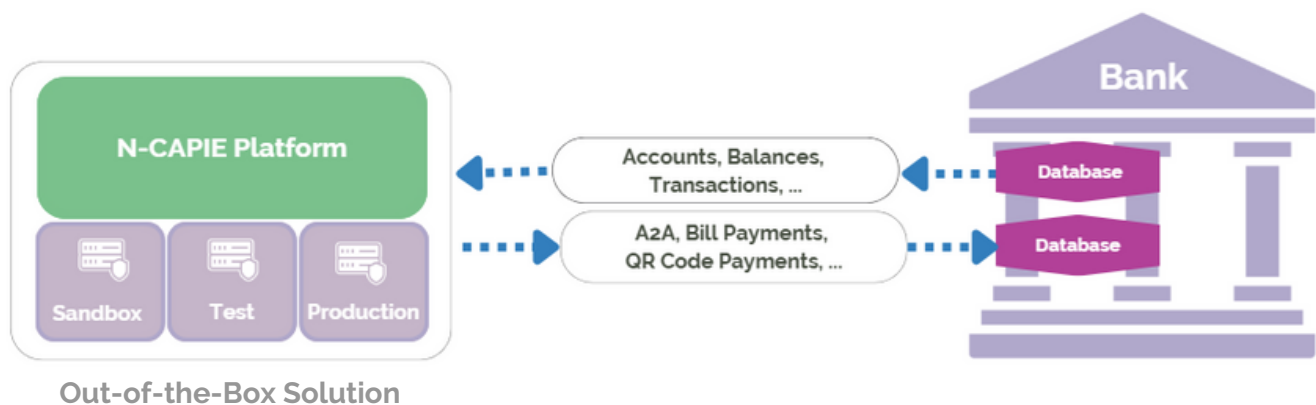 N-CAPIE Platform
Sandbox
Test
Production
Out-of-the-Box Solution
Accounts, Balances,
Transactions, ...
A2A, Bill Payments,
QR Code Payments, ...
Bank
Database
Database